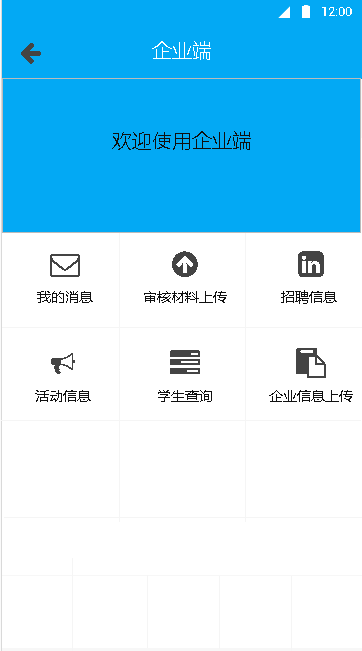 12:00
企业端
欢迎使用企业端
我的消息
审核材料上传
招聘信息
in
活动信息
学生查询
企业信息上传